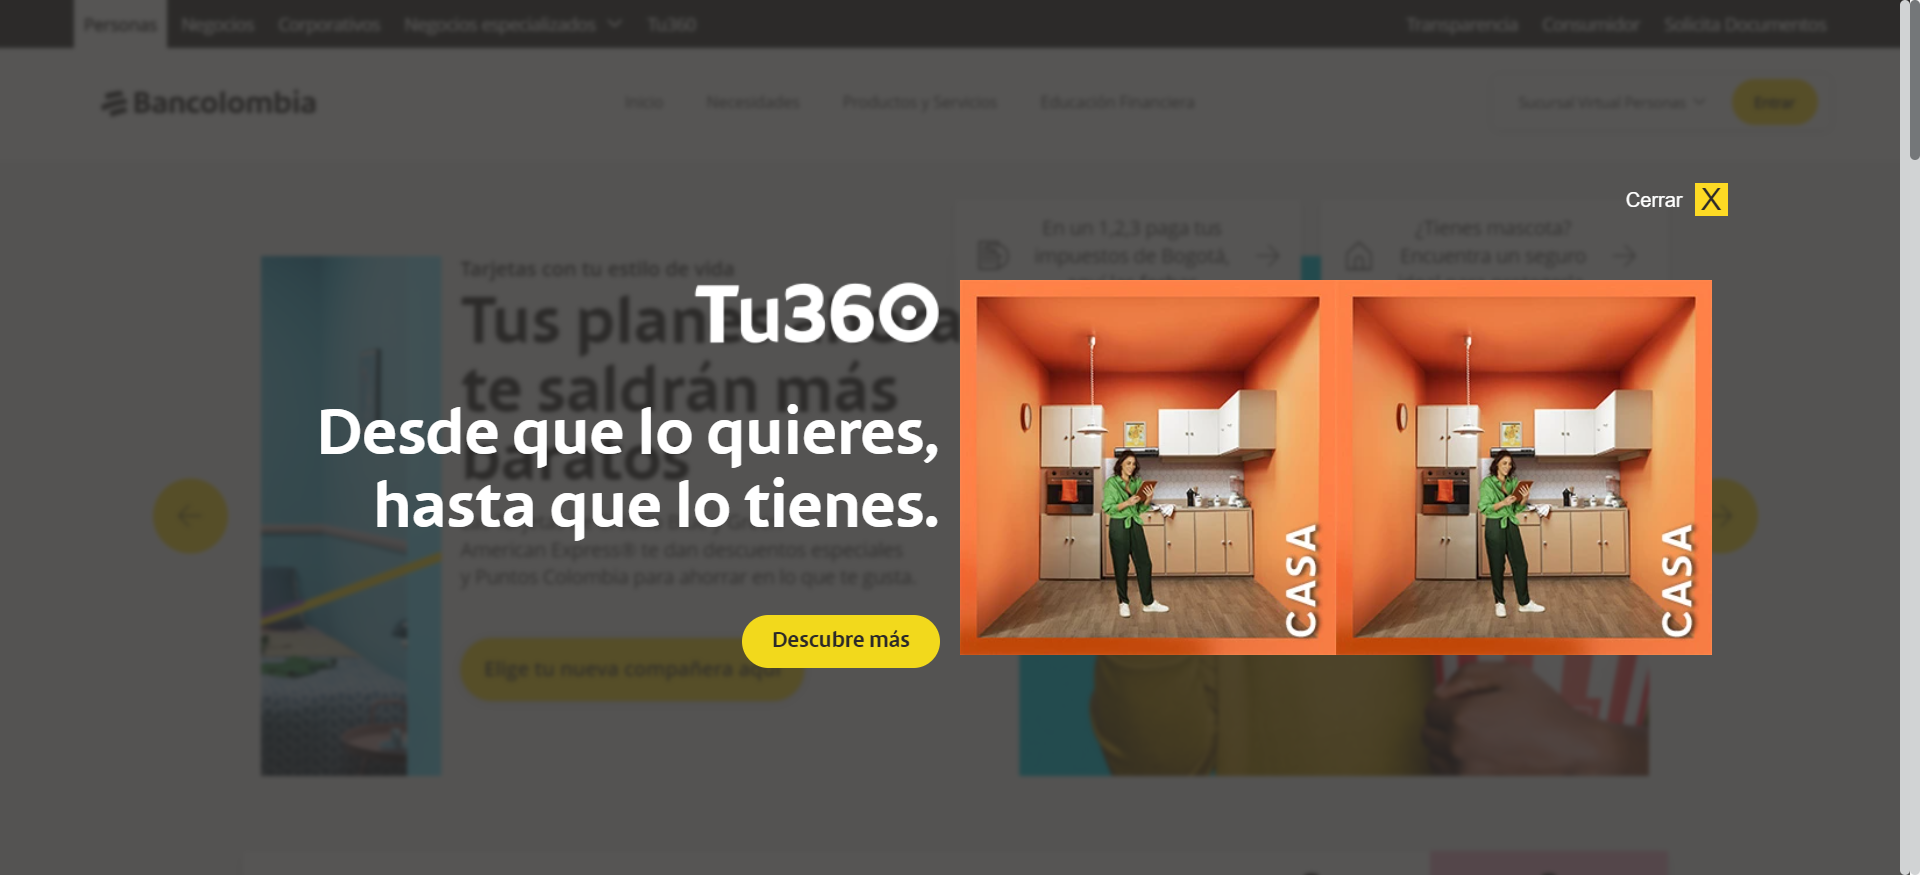 Personas Negocios Corporativos Negocios especializados Tu360 Transparencia Consumidor Solicita Documentos
Bancolombia Inicio Necesidades Productos y Servicios Educación Financiera Sucursal Virtual Personas Entrar
Cerrar X
En un 1,2,3 paga tus
impuestos de Bogotá,
¿Tienes mascota?
Encuentra un seguro
Tarjetas con tu estilo de vida
Tus planes ahora
te saldrán más
baratos
Tu360
Desde que lo quieres,
hasta que lo tienes.
American Express® te dan descuentos especiales
y Puntos Colombia para ahorrar en lo que te gusta.
Descubre más
Elige tu nueva compañera aquí
CASA
CASA